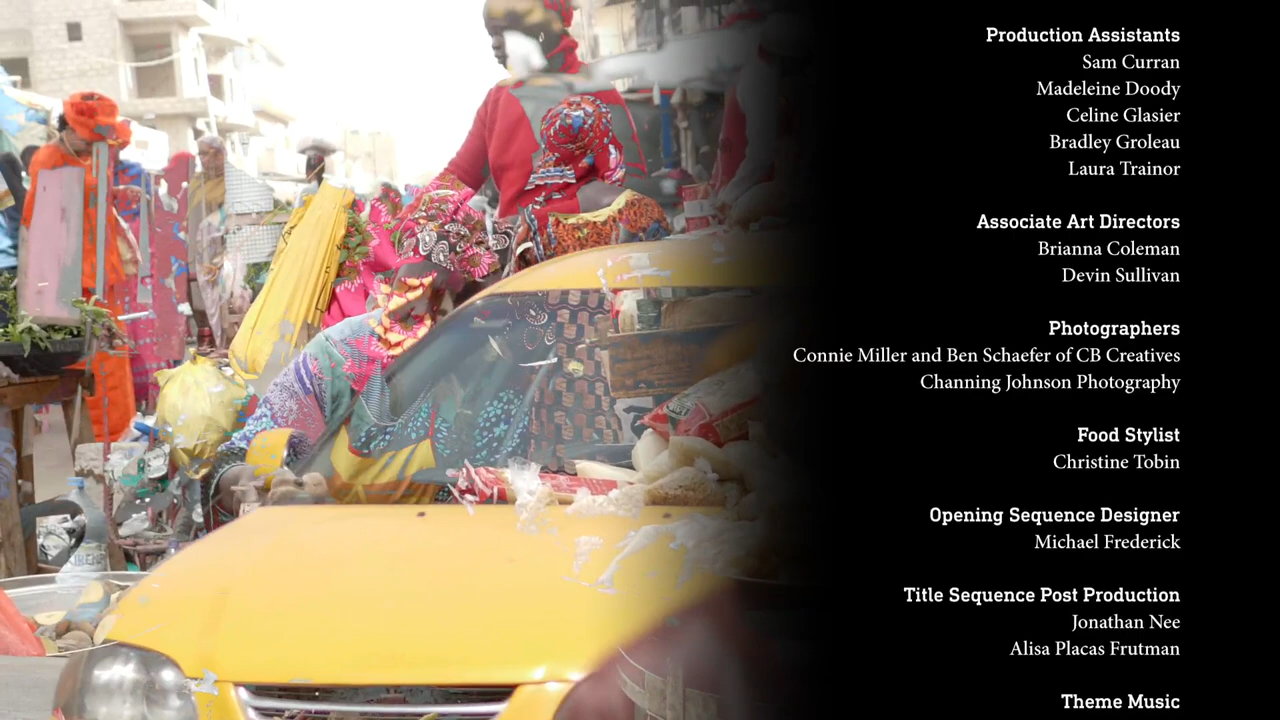 Production Assistants
Sam Curran
Madeleine Doody
Celine Glasier
Bradley Groleau
Laura Trainor
Associate Art Directors
Brianna Coleman
Devin Sullivan
Photographers
Connie Miller and Ben Schaefer of CB Creatives
Channing Johnson Photography
Food Stylist
Christine Tobin
Opening Sequence Designer
Michael Frederick
Title Sequence Post Production
Jonathan Nee
Alisa Placas Frutman
Theme Music